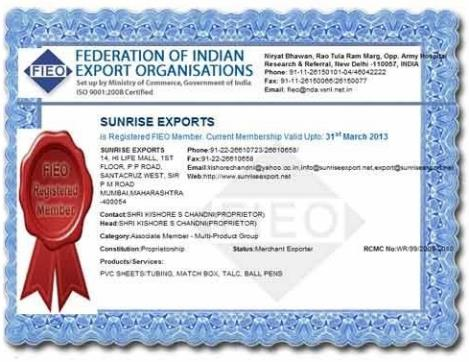 FIEO
FEDERATION OF INDIAN
EXPORT ORGANISATIONS
Set up by Ministry of Commerce, Government of India
ISO 9001:2008 Certified
Niryat Bhawan, Rao Tula Ram Marg, Opp. Army Hospital
Research & Referral, New Delhi -110057, INDIA
Phone: 91-11-26150101-04/46042222
Fax: 91-11-26150066/26150077
Email: fieo@nda.vsnl.net.in
SUNRISE EXPORTS
is Registered FIEO Member. Current Membership Valid Upto: 31st March 2013
SUNRISE EXPORTS
14, HI LIFE MALL, 1ST
FLOOR, P P ROAD,
SANTACRUZ WEST, SIR
P M ROAD
MUMBAI,MAHARASHTRA
-400054
Phone:91-22-26610723/26610658/
Fax:91-22-26610658
Email:kishorechandni@yahoo.co.in,info@sunriseexport.net,export@sunriseexport.net
Web:http://www.sunriseexport.net
FIEO
Registered
Member
Contact:SHRI KISHORE S CHANDNI(PROPRIETOR)
Head:SHRI KISHORE S CHANDNI(PROPRIETOR)
Category:Associate Member - Multi-Product Group
Constitution:Proprietonship Status:Merchant Exporter RCMC No:WR/99/2009-2010
Products/Services:
PVC SHEETS/TUBING, MATCH BOX, TALC, BALL PENS
FIEO